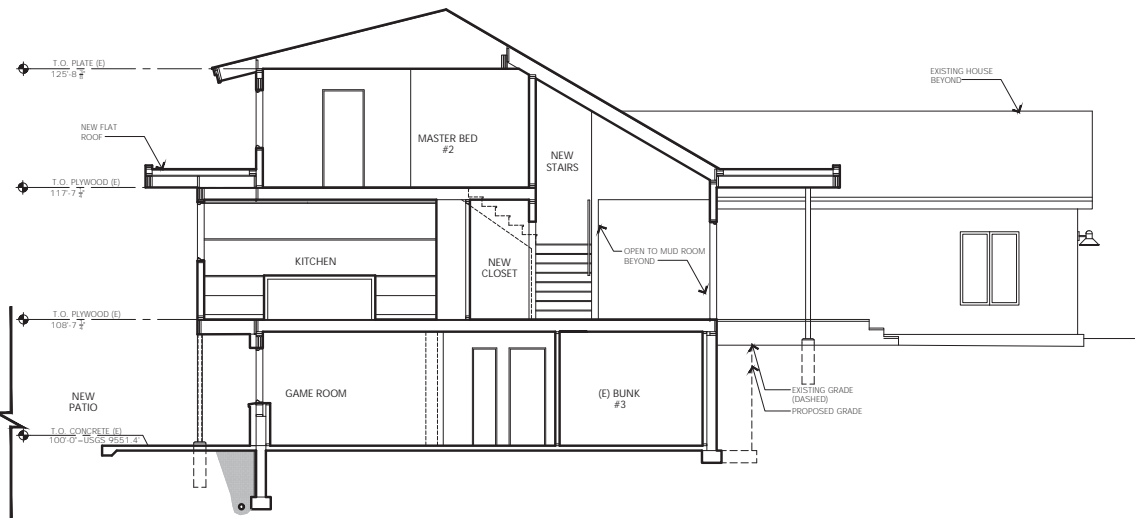 T.O. PLATE (E)
125'-8
EXISTING HOUSE
BEYOND
NEW FLAT
ROOF
MASTER BED
#2
NEW
STAIRS
T.O. PLYWOOD (E)
117'-7
KITCHEN
NEW
CLOSET
OPEN TO MUD ROOM
BEYOND
T.O. PLYWOOD (E)
108'-7
NEW
PATIO
GAME ROOM
(E) BUNK
#3
EXISTING GRADE
(DASHED)
PROPOSED GRADE
T.O. CONCRETE (E)
100'-0"=USGS 9551.4'